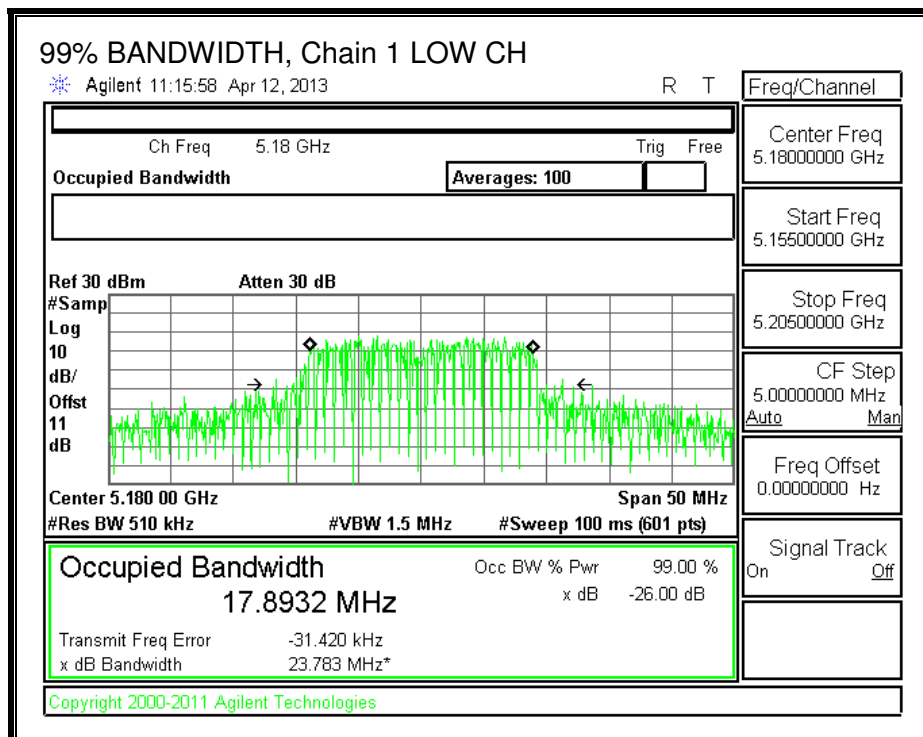 99% BANDWIDTH, Chain 1 LOW CH
Agilent 11:15:58 Apr 12, 2013 R T
Freq/Channel
Ch Freq 5.18 GHz Trig Free
Occupied Bandwidth Averages: 100
Center Freq
5.18000000 GHz
Start Freq
5.15500000 GHz
Stop Freq
5.20500000 GHz
CF Step
5.00000000 MHz
Auto Man
Freq Offset
0.00000000 Hz
Signal Track
On Off
Ref 30 dBm Atten 30 dB
#Samp
Log
10
dB/
Offst
11
dB
Center 5.180 00 GHz Span 50 MHz
#Res BW 510 kHz #VBW 1.5 MHz #Sweep 100 ms (601 pts)
Occupied Bandwidth Occ BW % Pwr 99.00 %
17.8932 MHz x dB -26.00 dB
Transmit Freq Error -31.420 kHz
x dB Bandwidth 23.783 MHz*
Copyright 2000-2011 Agilent Technologies